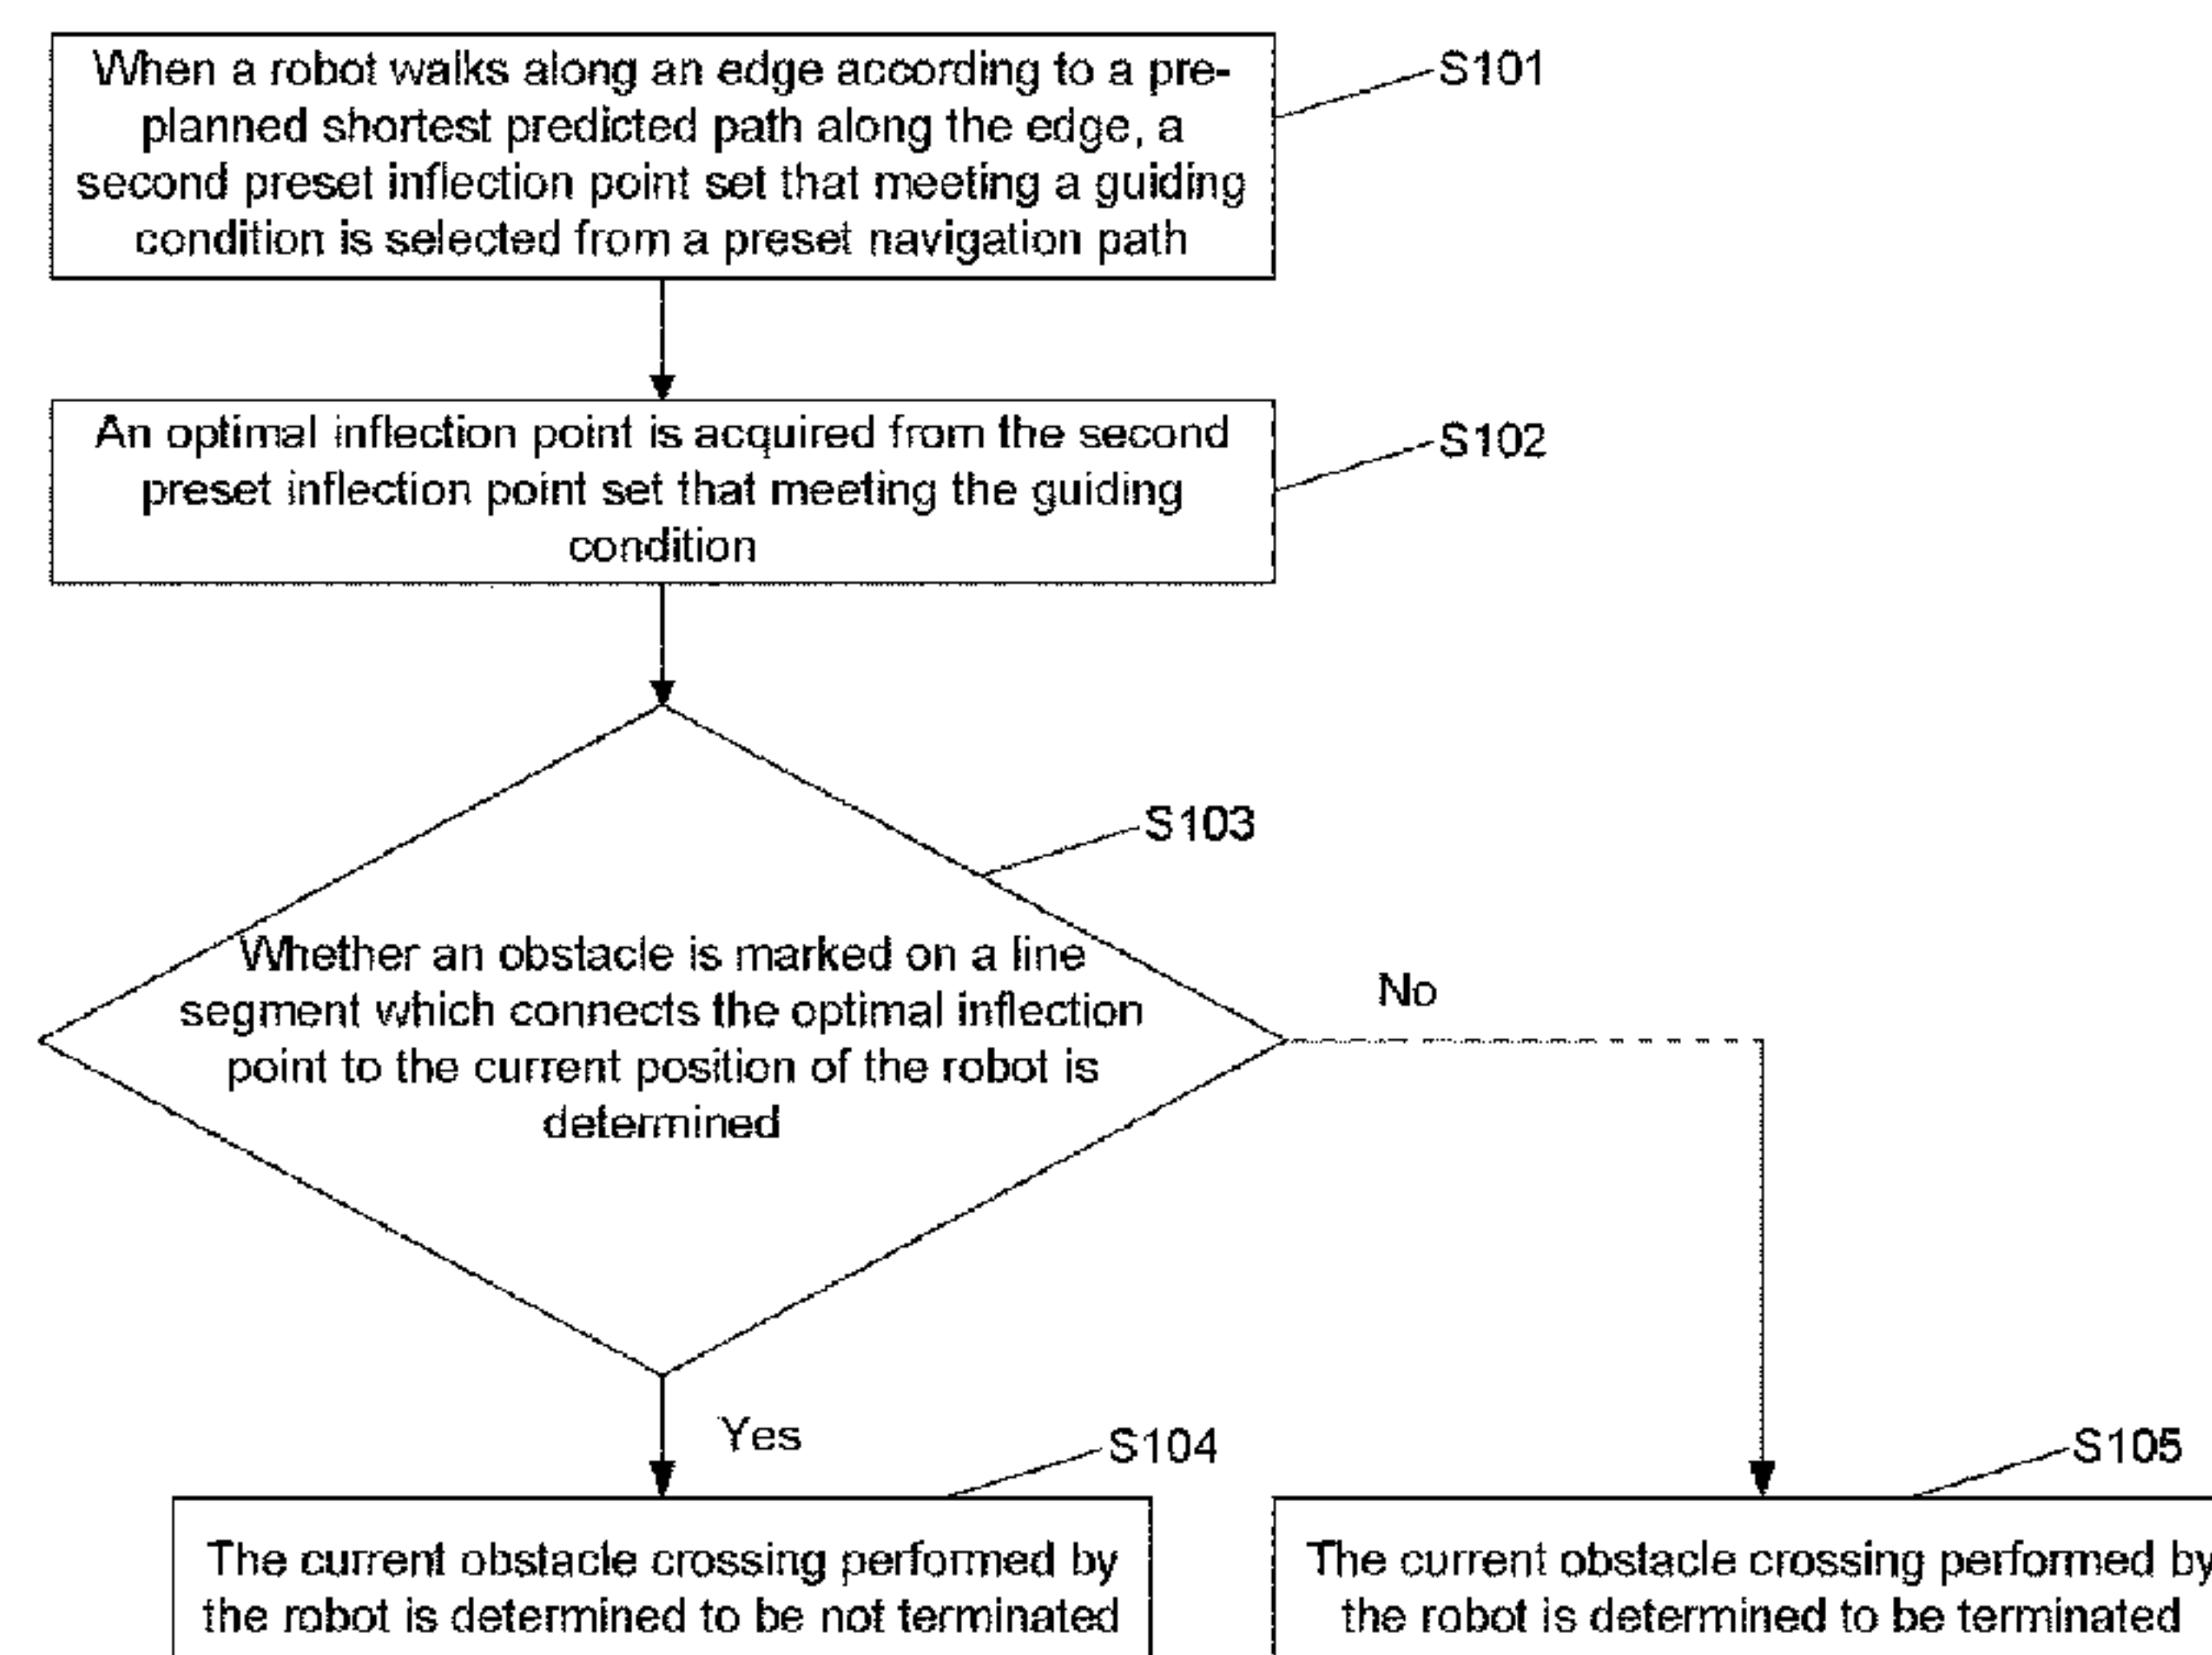 When a robot walks along an edge according to a pre-
planned shortest predicted path along the edge, a
second preset inflection point set that meeting a guiding
condition is selected from a preset navigation path
S101
An optimal inflection point is acquired from the second
preset inflection point set that meeting the guiding
condition
S102
S103
Whether an obstacle is marked on a line
segment which connects the optimal inflection
point to the current position of the robot is
determined
No
Yes
S104
S105
The current obstacle crossing performed by
the robot is determined to be not terminated
The current obstacle crossing performed by
the robot is determined to be terminated